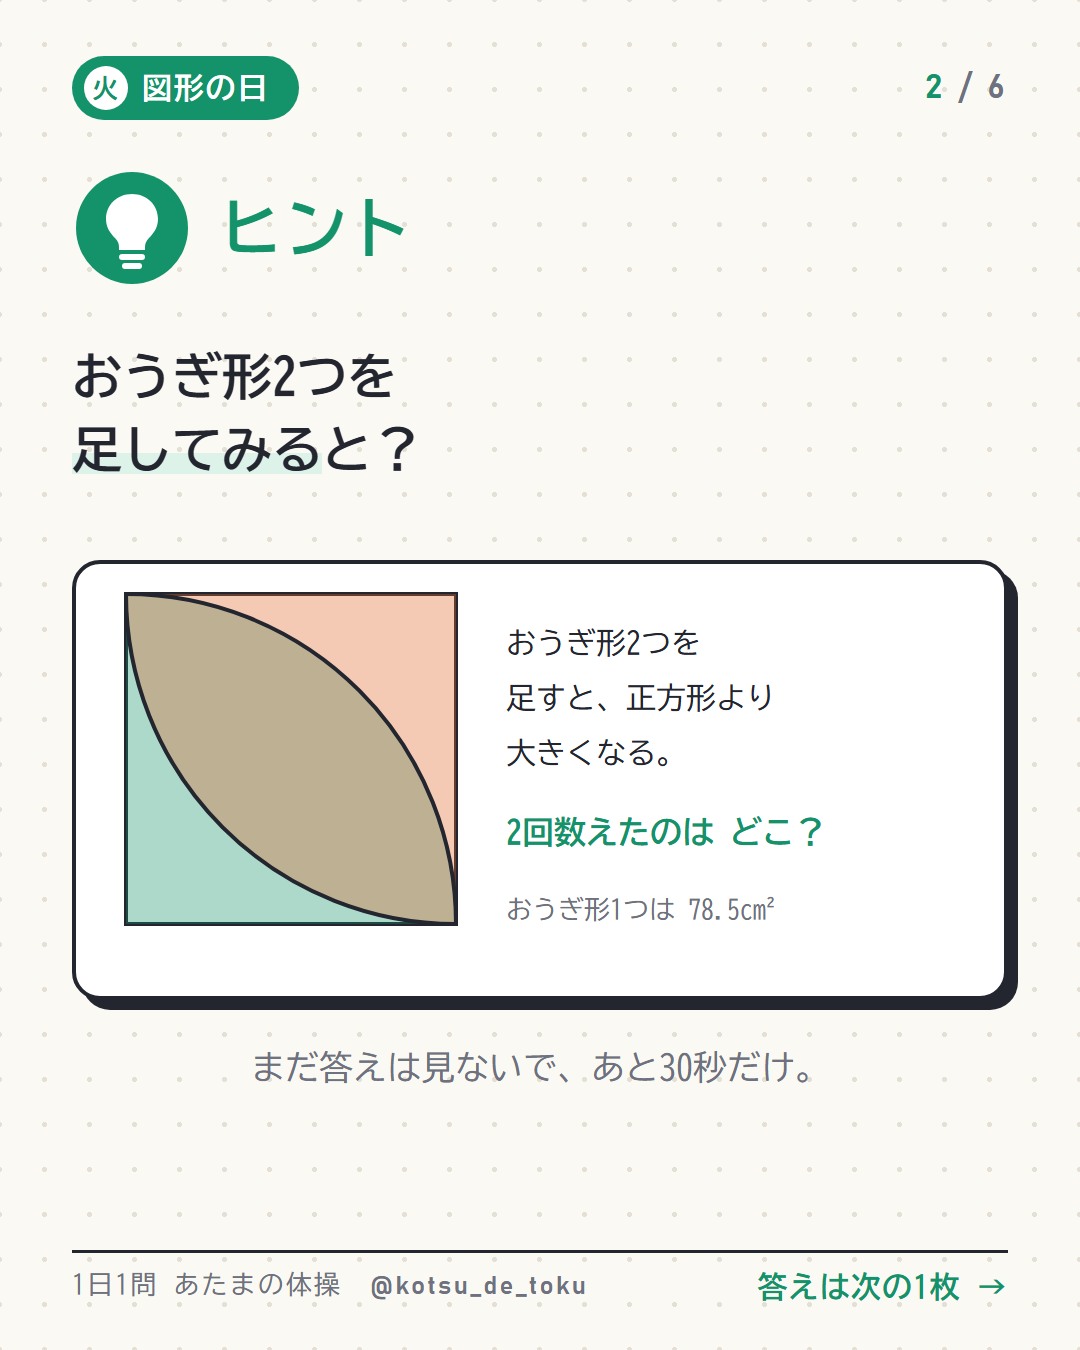 火 図形の日
2 / 6
ヒント
おうぎ形2つを
足してみると？
おうぎ形2つを
足すと、正方形より
大きくなる。
2回数えたのは どこ？
おうぎ形1つは 78.5cm²
まだ答えは見ないで、あと30秒だけ。
1日1問 あたまの体操 @kotsu_de_toku
答えは次の1枚 →